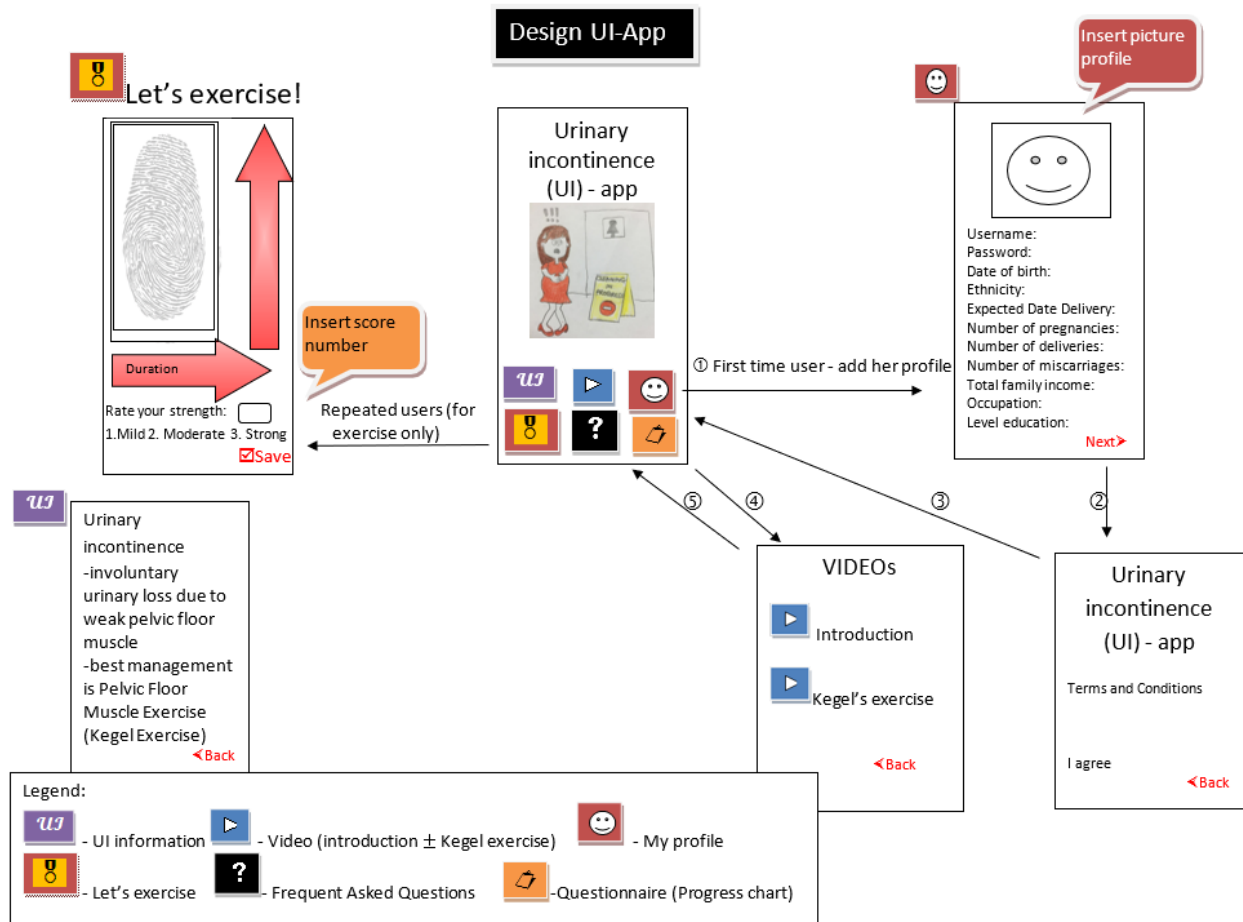 Design UI-App
Let's exercise!
Duration
Rate your strength:
1.Mild 2. Moderate 3. Strong
Save
Insert score
number
Repeated users (for
exercise only)
Urinary
incontinence
(UI) - app
!!!
CLEANING
IN
PROGRESS
UI
?
① First time user - add her profile
Insert picture
profile
Username:
Password:
Date of birth:
Ethnicity:
Expected Date Delivery:
Number of pregnancies:
Number of deliveries:
Number of miscarriages:
Total family income:
Occupation:
Level education:
Next
②
③
④
⑤
UI
Urinary
incontinence
-involuntary
urinary loss due to
weak pelvic floor
muscle
-best management
is Pelvic Floor
Muscle Exercise
(Kegel Exercise)
Back
VIDEOs
Introduction
Kegel's exercise
Back
Urinary
incontinence
(UI) - app
Terms and Conditions
I agree
Back
Legend:
UI - UI information - Video (introduction ± Kegel exercise) - My profile
- Let's exercise ? - Frequent Asked Questions -Questionnaire (Progress chart)